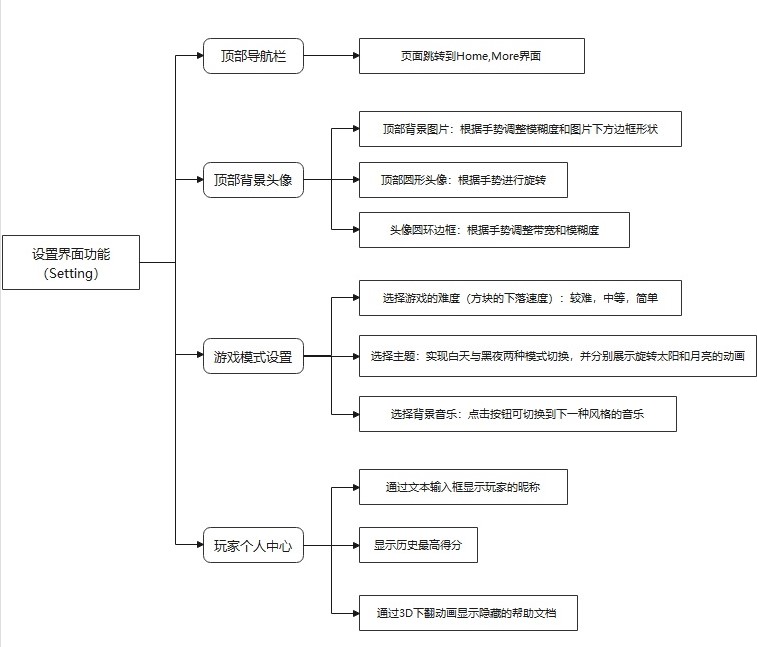 设置界面功能
（Setting）
顶部导航栏
页面跳转到Home,More界面
顶部背景头像
顶部背景图片：根据手势调整模糊度和图片下方边框形状
顶部圆形头像：根据手势进行旋转
头像圆环边框：根据手势调整带宽和模糊度
游戏模式设置
选择游戏的难度（方块的下落速度）：较难，中等，简单
选择主题：实现白天与黑夜两种模式切换，并分别展示旋转太阳和月亮的动画
选择背景音乐：点击按钮可切换到下一种风格的音乐
玩家个人中心
通过文本输入框显示玩家的昵称
显示历史最高得分
通过3D下翻动画显示隐藏的帮助文档